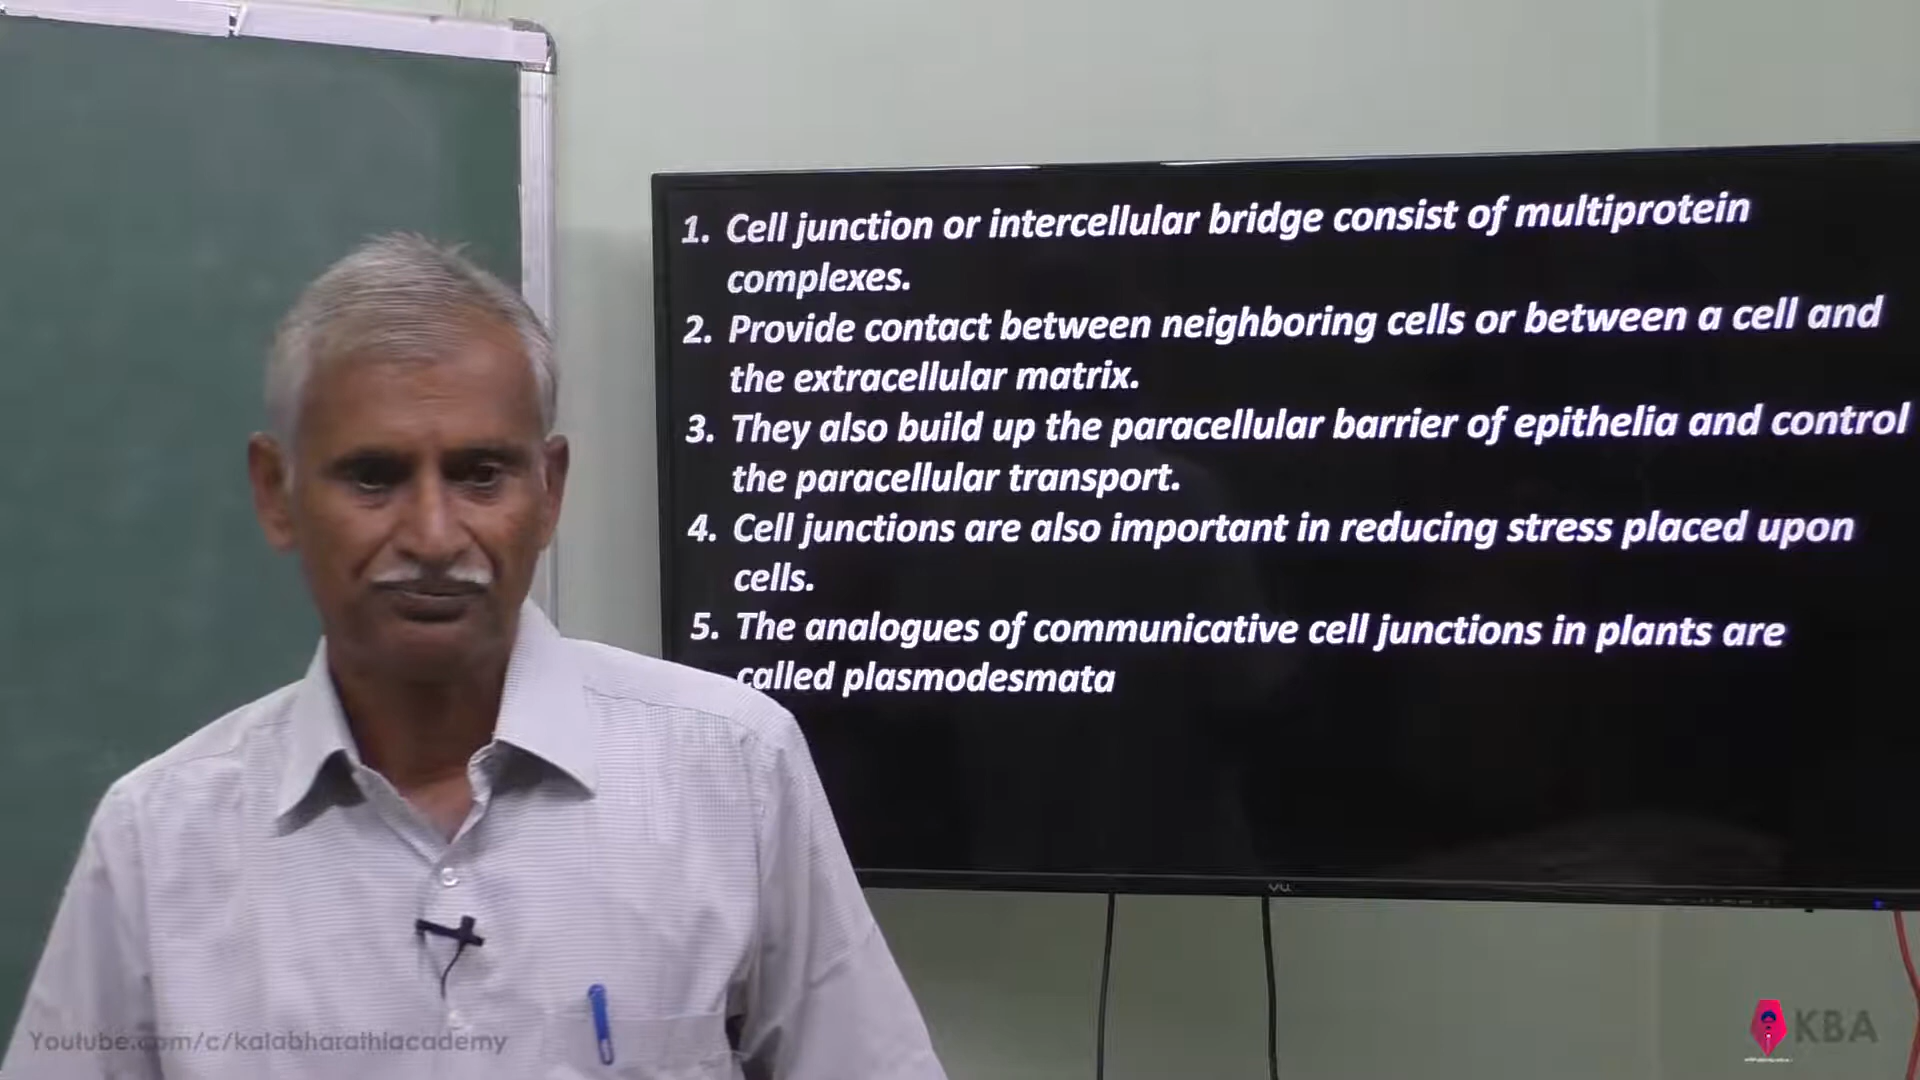 1. Cell junction or intercellular bridge consist of multiprotein
complexes.
2. Provide contact between neighboring cells or between a cell and
the extracellular matrix.
3. They also build up the paracellular barrier of epithelia and control
the paracellular transport.
4. Cell junctions are also important in reducing stress placed upon
cells.
5. The analogues of communicative cell junctions in plants are
called plasmodesmata
VU
Youtube.com/c/kalabharathiacademy
KBA